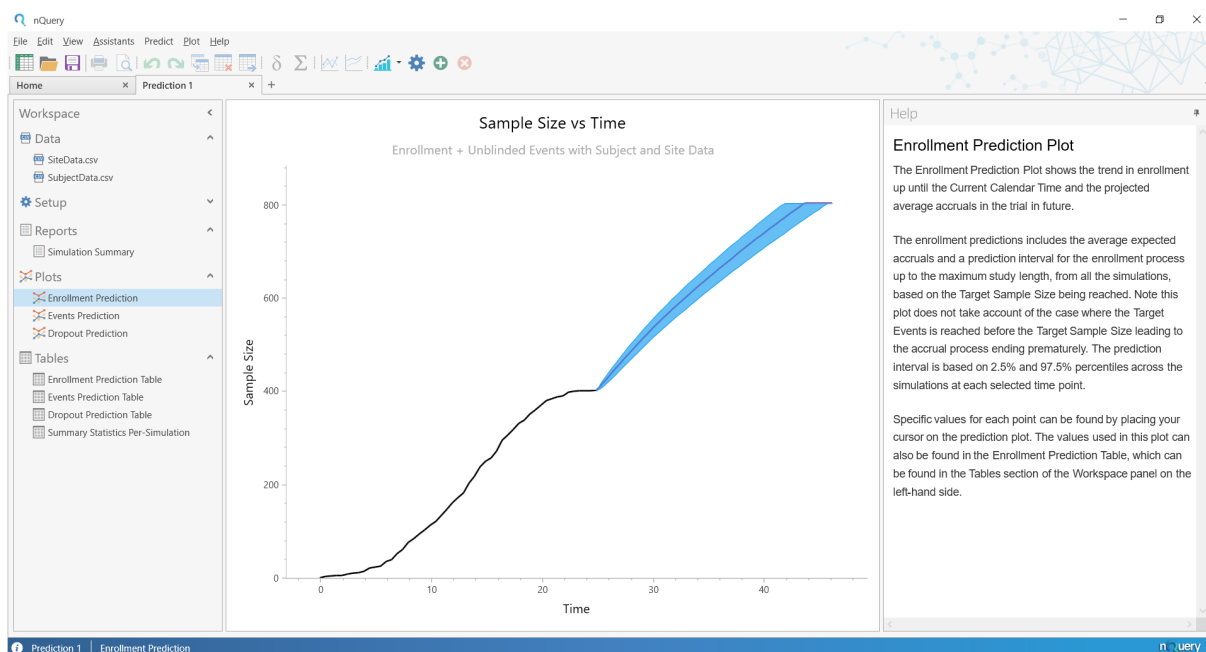 nQuery
File Edit View Assistants Predict Plot Help
Home × Prediction 1 × +
Workspace
Data
SiteData.csv
SubjectData.csv
Setup
Reports
Simulation Summary
Plots
Enrollment Prediction
Events Prediction
Dropout Prediction
Tables
Enrollment Prediction Table
Events Prediction Table
Dropout Prediction Table
Summary Statistics Per-Simulation
Sample Size vs Time
Enrollment + Unblinded Events with Subject and Site Data
Sample Size
800
600
400
200
0
0 10 20 30 40
Time
Help
Enrollment Prediction Plot
The Enrollment Prediction Plot shows the trend in enrollment
up until the Current Calendar Time and the projected
average accruals in the trial in future.
The enrollment predictions includes the average expected
accruals and a prediction interval for the enrollment process
up to the maximum study length, from all the simulations,
based on the Target Sample Size being reached. Note this
plot does not take account of the case where the Target
Events is reached before the Target Sample Size leading to
the accrual process ending prematurely. The prediction
interval is based on 2.5% and 97.5% percentiles across the
simulations at each selected time point.
Specific values for each point can be found by placing your
cursor on the prediction plot. The values used in this plot can
also be found in the Enrollment Prediction Table, which can
be found in the Tables section of the Workspace panel on the
left-hand side.
Prediction 1 Enrollment Prediction
nQuery